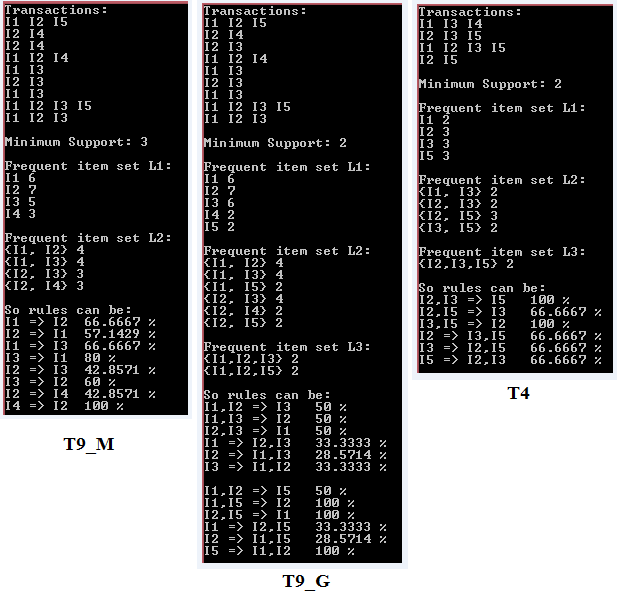 Transactions:
I1 I2 I5
I2 I4
I2 I4
I1 I2 I4
I1 I3
I2 I3
I1 I3
I1 I2 I3 I5
I1 I2 I3
Minimum Support: 3
Frequent item set L1:
I1 6
I2 7
I3 5
I4 3
Frequent item set L2:
{I1, I2} 4
{I1, I3} 4
{I2, I3} 3
{I2, I4} 3
So rules can be:
I1 => I2 66.6667 %
I2 => I1 57.1429 %
I1 => I3 66.6667 %
I3 => I1 80 %
I2 => I3 42.8571 %
I3 => I2 60 %
I2 => I4 42.8571 %
I4 => I2 100 %
T9_M
Transactions:
I1 I2 I5
I2 I4
I2 I3
I1 I2 I4
I1 I3
I2 I3
I1 I3
I1 I2 I3 I5
I1 I2 I3
Minimum Support: 2
Frequent item set L1:
I1 6
I2 7
I3 6
I4 2
I5 2
Frequent item set L2:
{I1, I2} 4
{I1, I3} 4
{I1, I5} 2
{I2, I3} 4
{I2, I4} 2
{I2, I5} 2
Frequent item set L3:
{I1,I2,I3} 2
{I1,I2,I5} 2
So rules can be:
I1,I2 => I3 50 %
I1,I3 => I2 50 %
I2,I3 => I1 50 %
I1 => I2,I3 33.3333 %
I2 => I1,I3 28.5714 %
I3 => I1,I2 33.3333 %
I1,I2 => I5 50 %
I1,I5 => I2 100 %
I2,I5 => I1 100 %
I1 => I2,I5 33.3333 %
I2 => I1,I5 28.5714 %
I5 => I1,I2 100 %
T9_G
Transactions:
I1 I3 I4
I2 I3 I5
I1 I2 I3 I5
I2 I5
Minimum Support: 2
Frequent item set L1:
I1 2
I2 3
I3 3
I5 3
Frequent item set L2:
{I1, I3} 2
{I2, I3} 2
{I2, I5} 3
{I3, I5} 2
Frequent item set L3:
{I2,I3,I5} 2
So rules can be:
I2,I3 => I5 100 %
I2,I5 => I3 66.6667 %
I3,I5 => I2 100 %
I2 => I3,I5 66.6667 %
I3 => I2,I5 66.6667 %
I5 => I2,I3 66.6667 %
T4